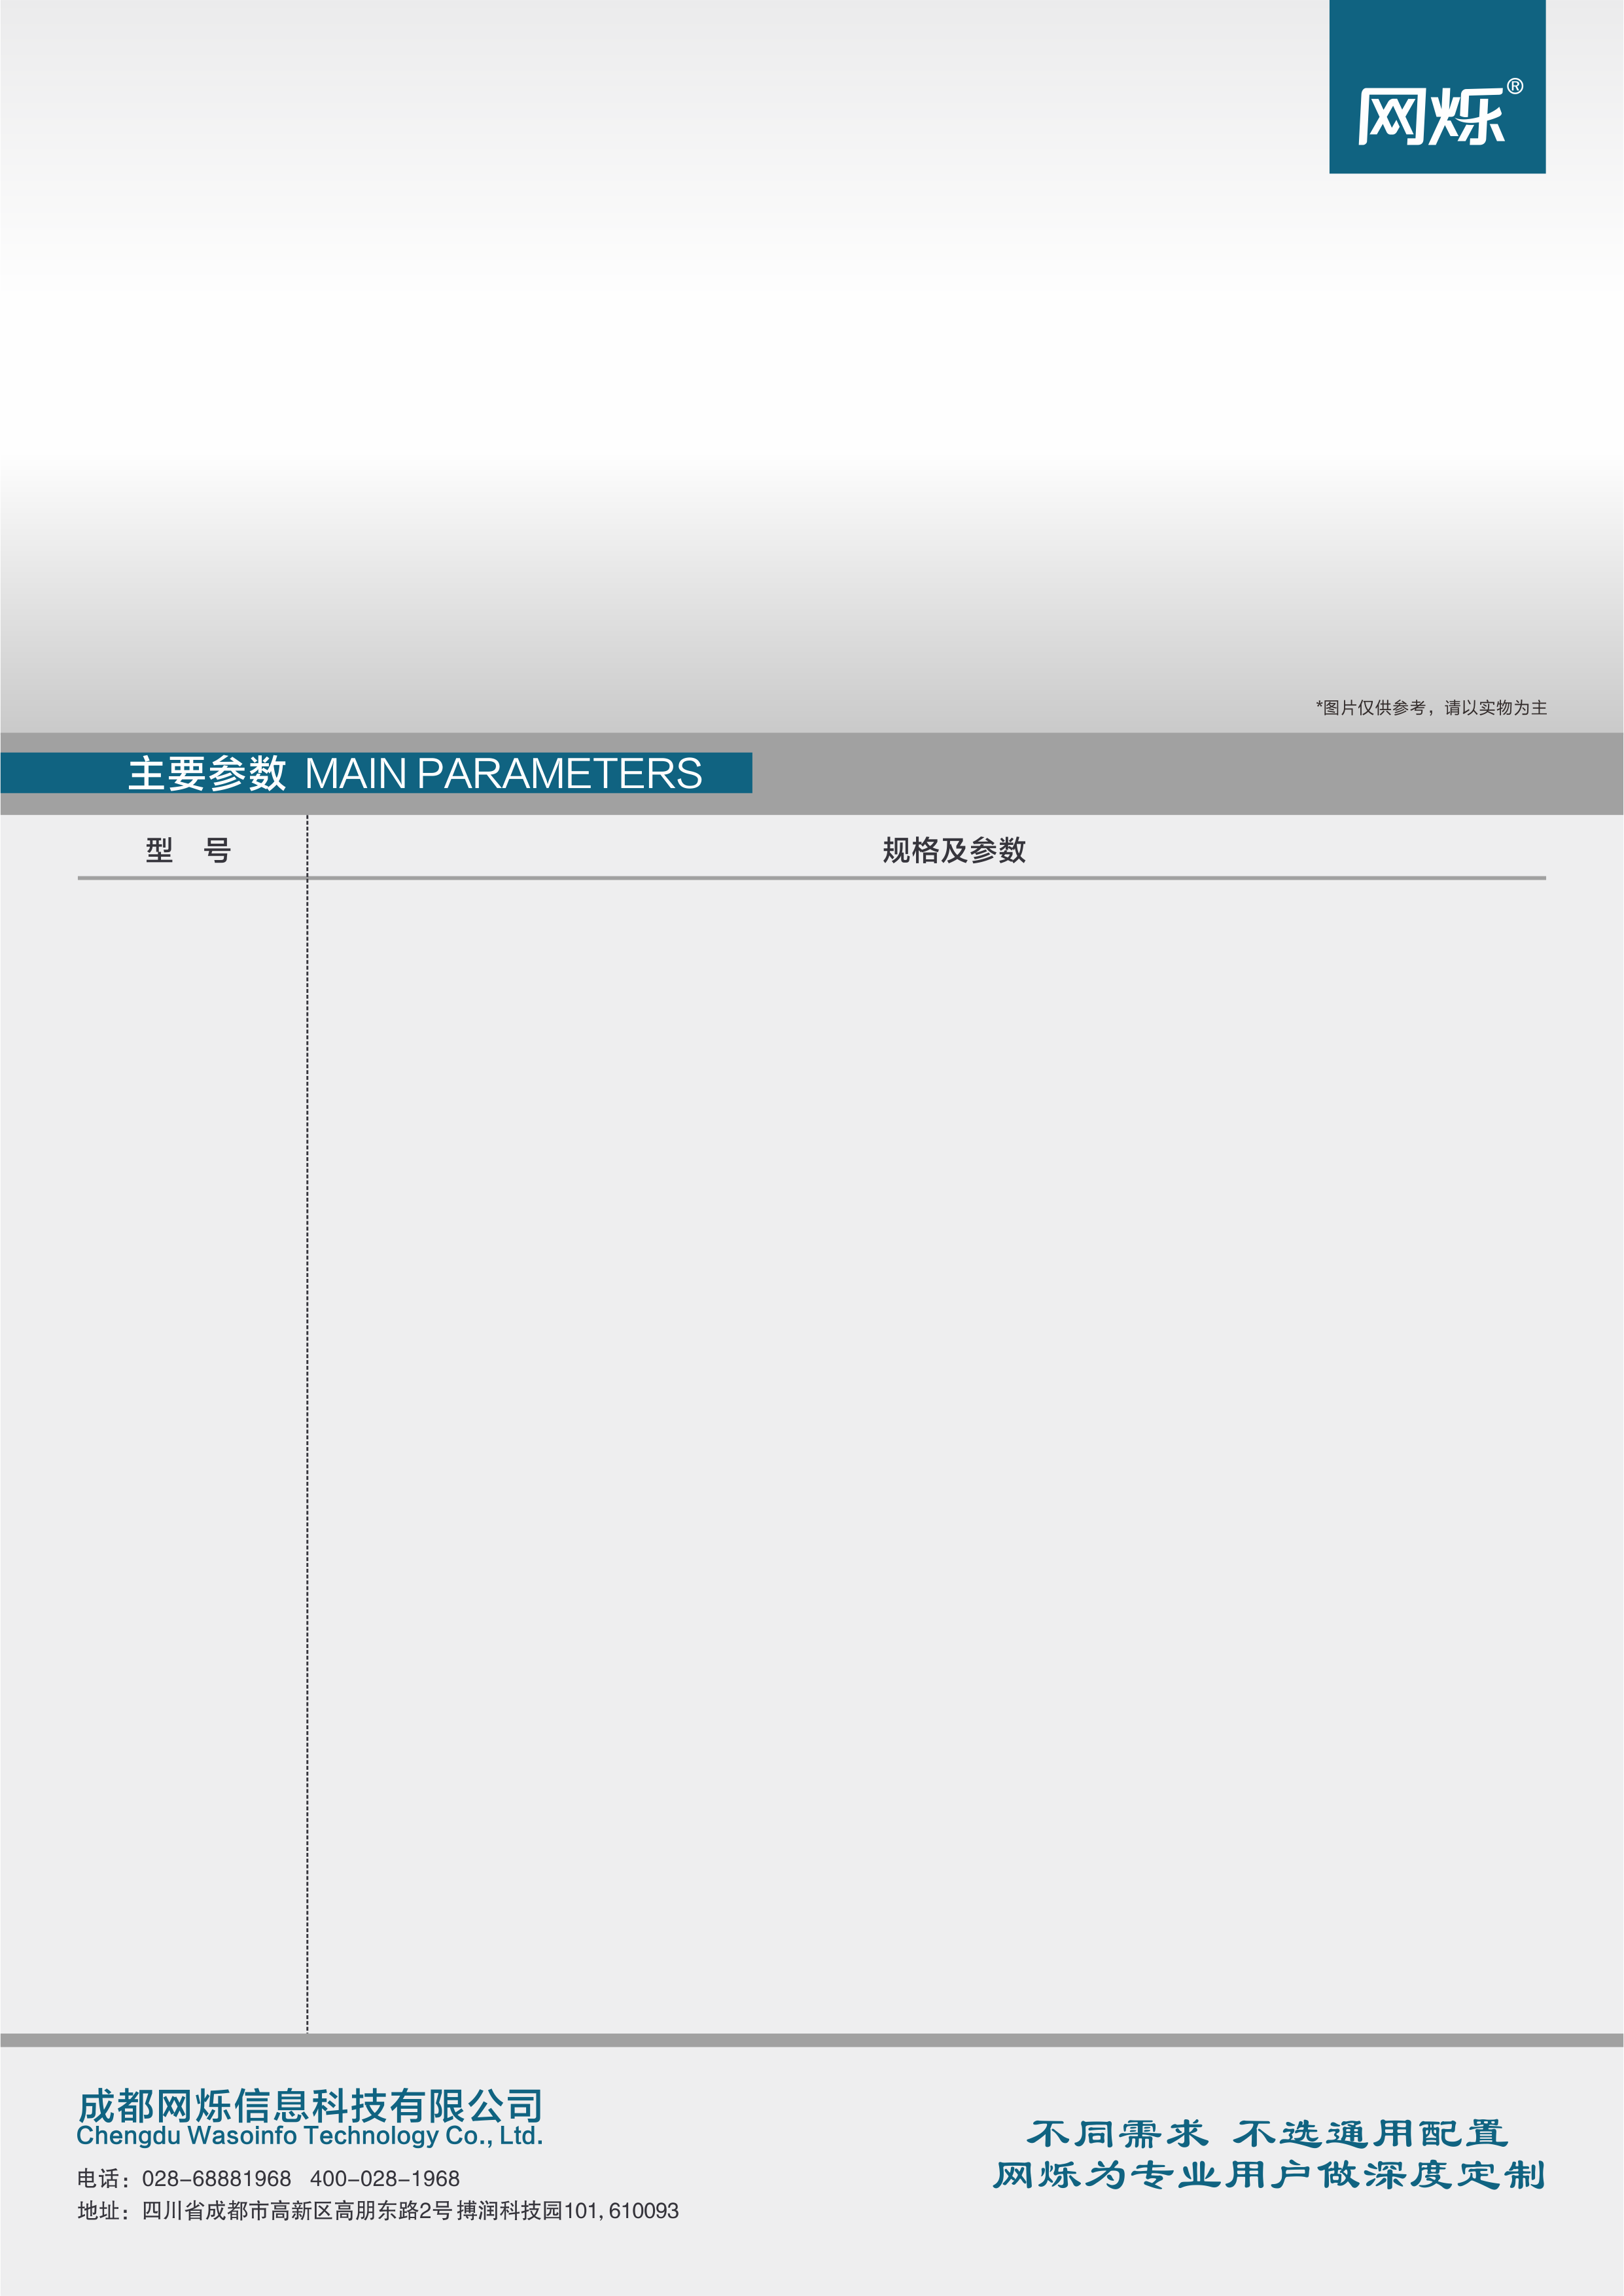 网烁®
*图片仅供参考，请以实物为主
主要参数 MAIN PARAMETERS
型 号
规格及参数
成都网烁信息科技有限公司
Chengdu Wasoinfo Technology Co., Ltd.
电话：028-68881968 400-028-1968
地址：四川省成都市高新区高朋东路2号 搏润科技园101, 610093
不同需求 不选通用配置
网烁为专业用户做深度定制